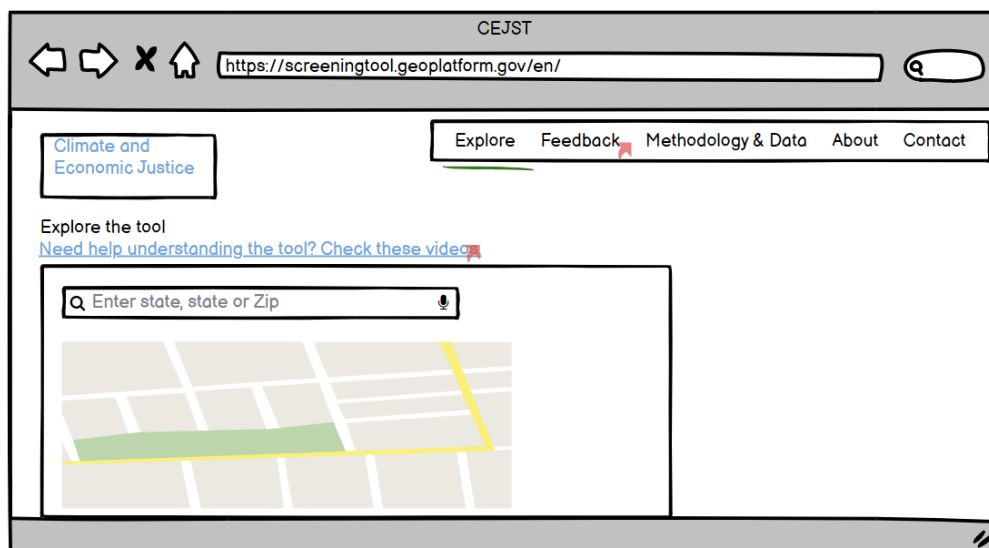 CEJST
https://screeningtool.geoplatform.gov/en/
Climate and
Economic Justice
Explore Feedback Methodology & Data About Contact
Explore the tool
Need help understanding the tool? Check these videos
Enter state, state or Zip